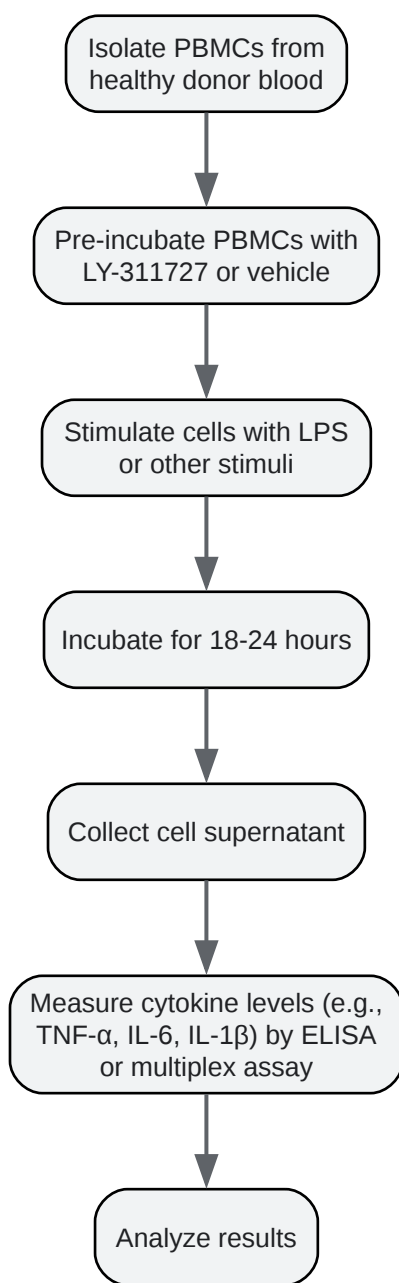 Isolate PBMCs from
healthy donor blood
Pre-incubate PBMCs with
LY-311727 or vehicle
Stimulate cells with LPS
or other stimuli
Incubate for 18-24 hours
Collect cell supernatant
Measure cytokine levels (e.g.,
TNF-α, IL-6, IL-1β) by ELISA
or multiplex assay
Analyze results